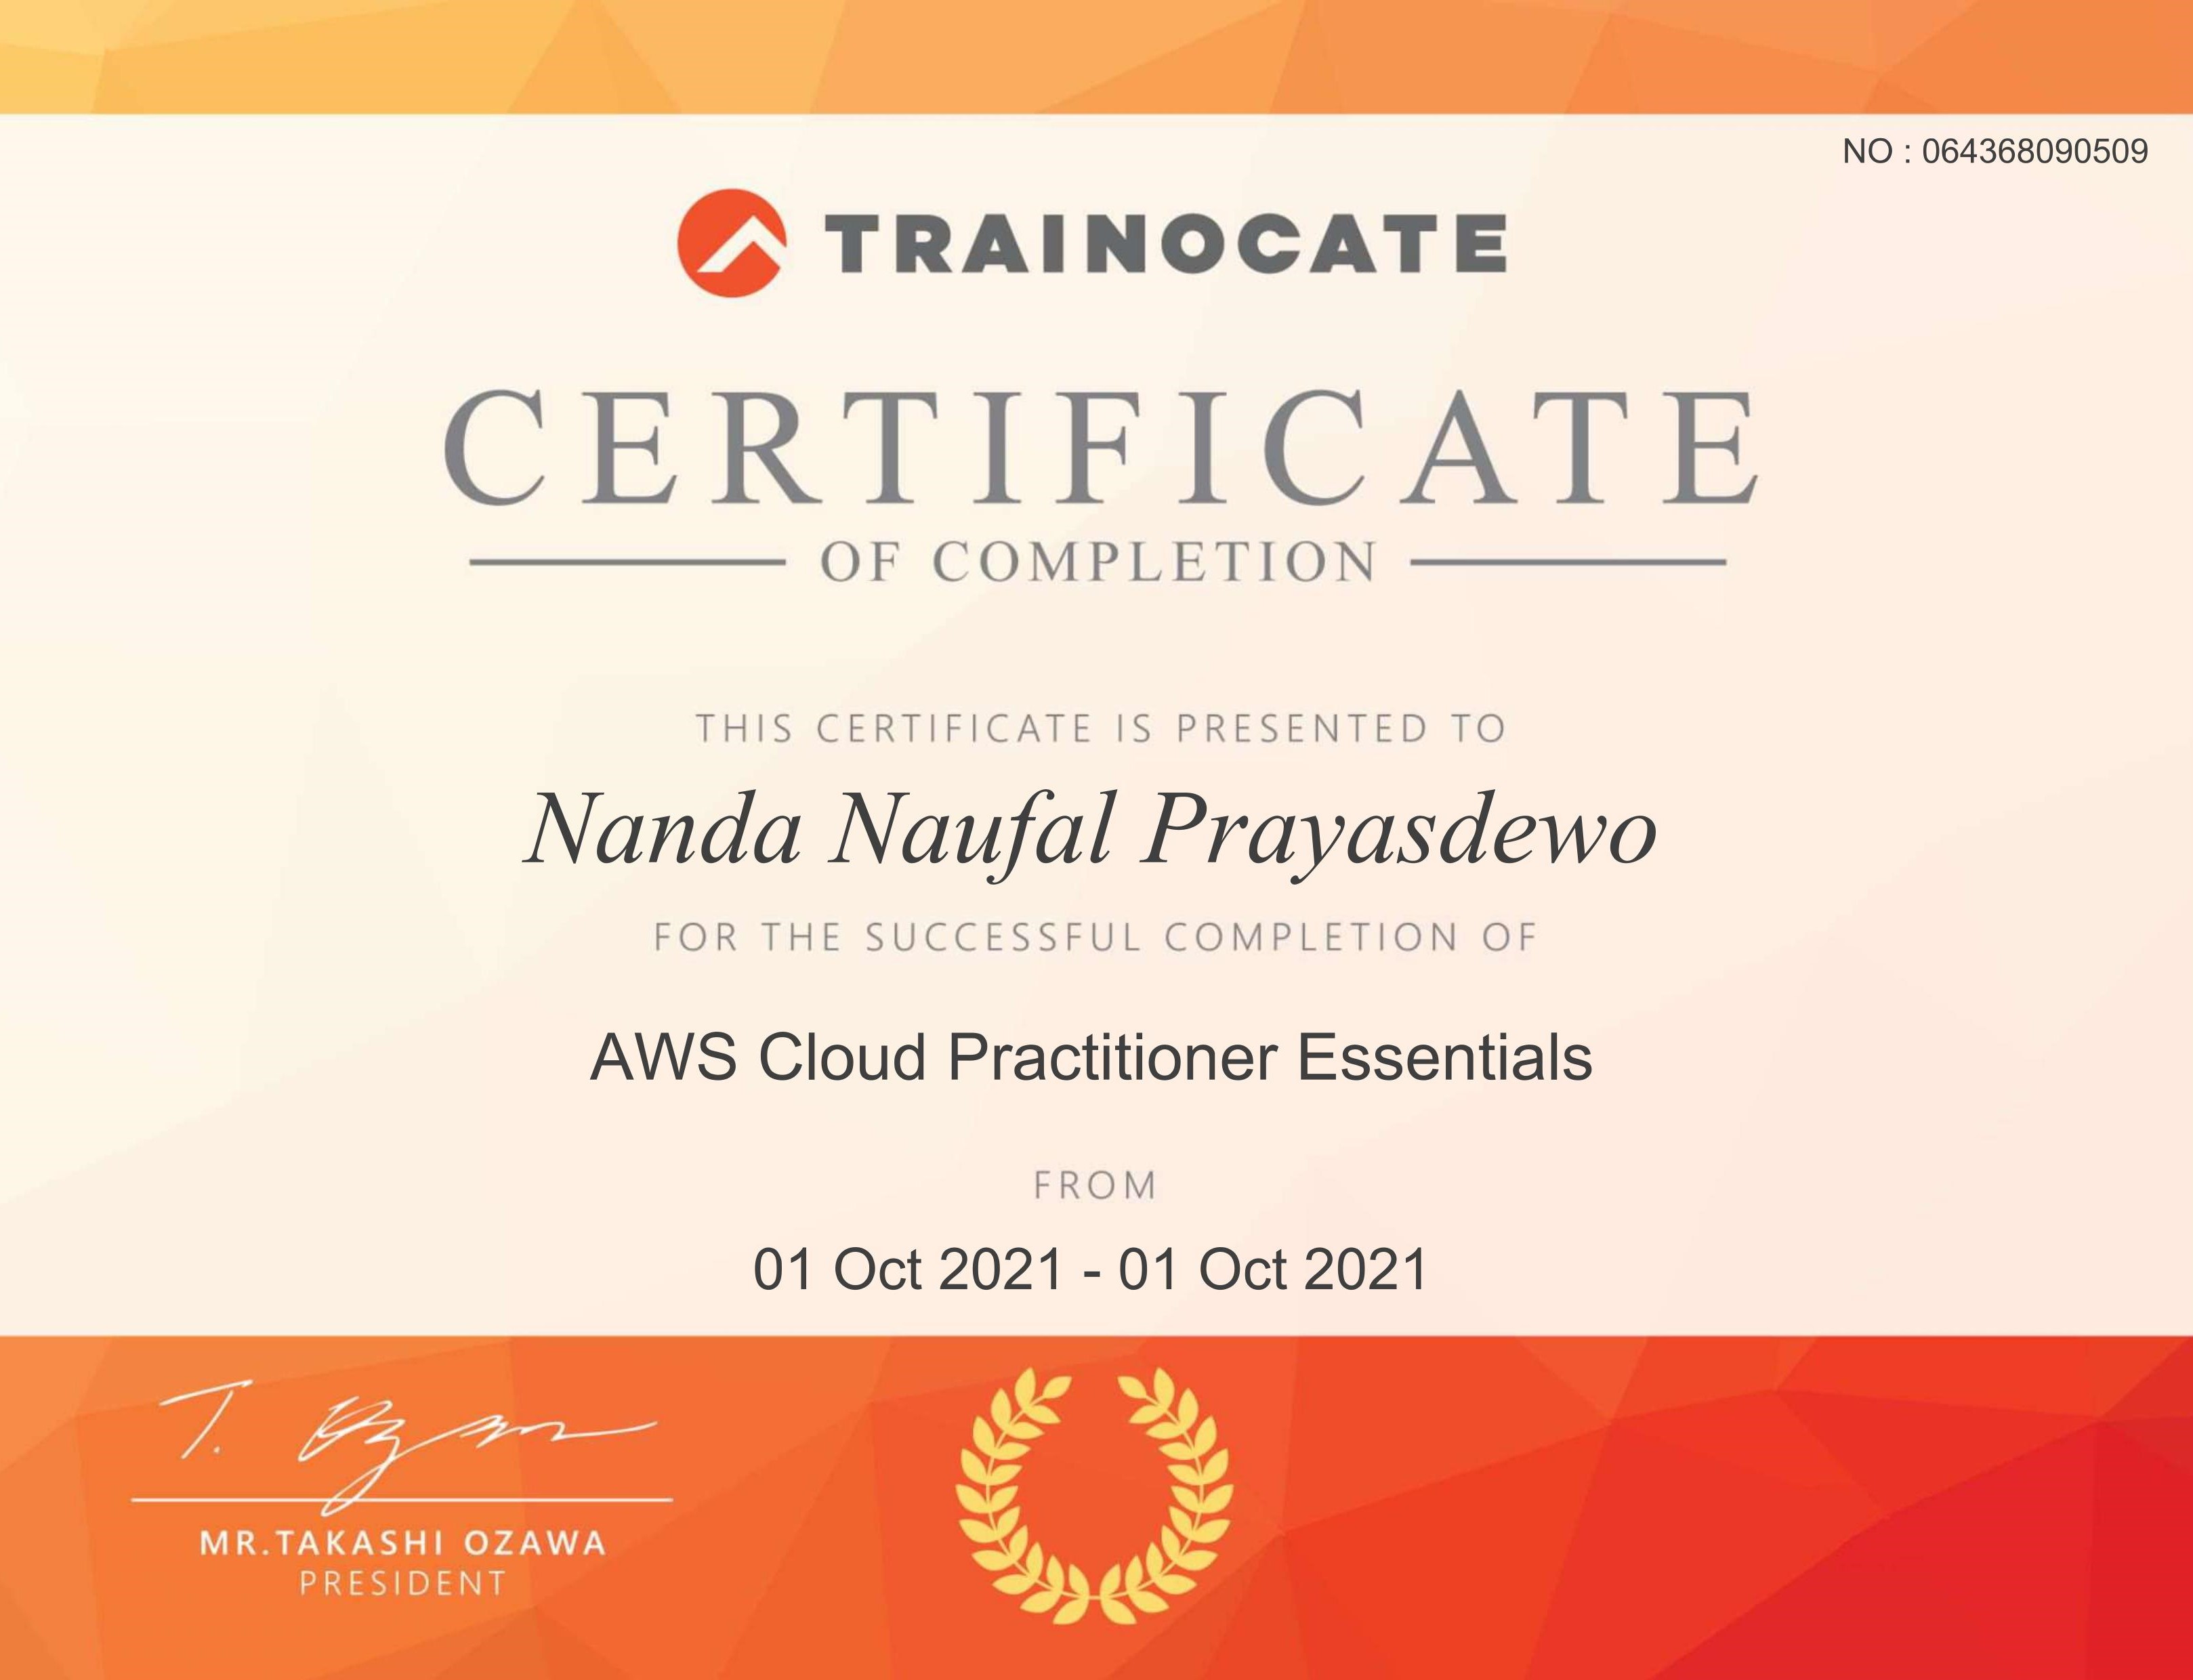 NO : 064368090509
TRAINOCATE
CERTIFICATE
OF COMPLETION
THIS CERTIFICATE IS PRESENTED TO
Nanda Naufal Prayasdewo
FOR THE SUCCESSFUL COMPLETION OF
AWS Cloud Practitioner Essentials
FROM
01 Oct 2021 - 01 Oct 2021
MR.TAKASHI OZAWA
PRESIDENT